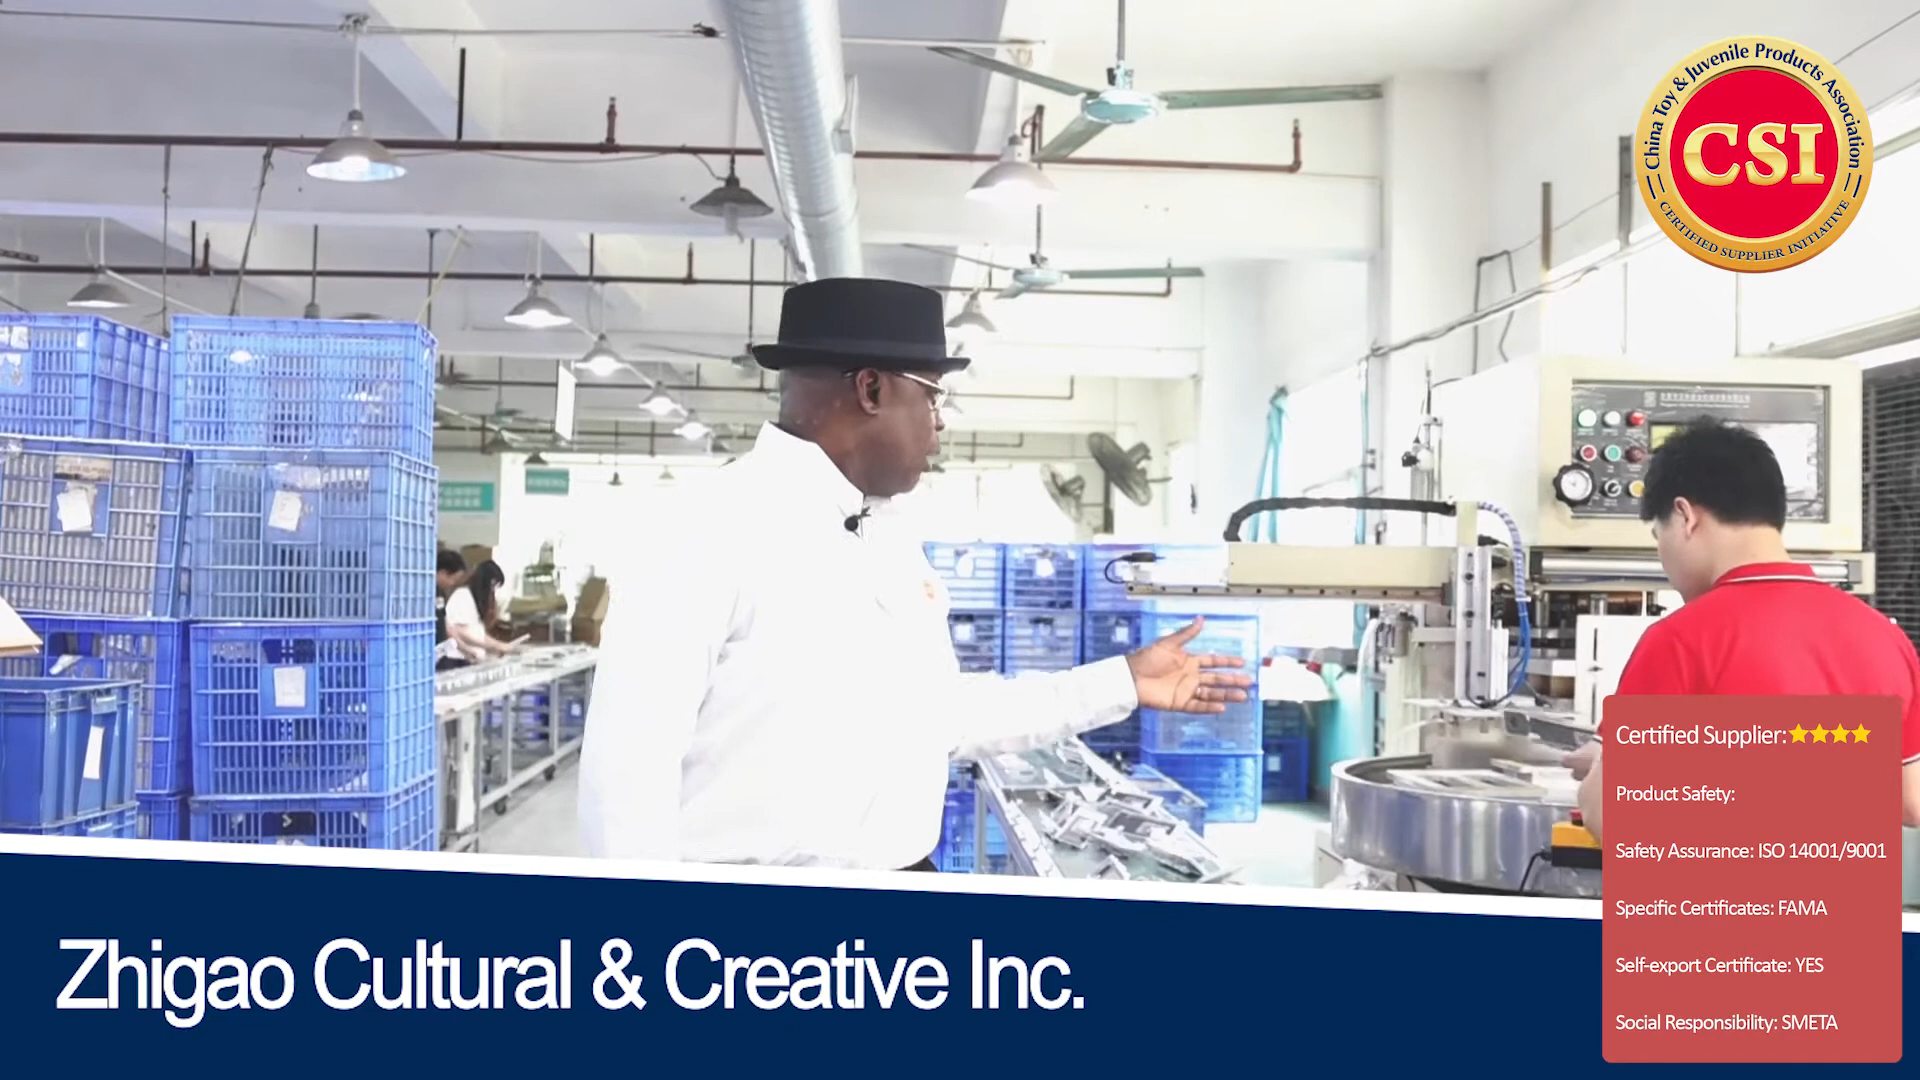 China Toy & Juvenile Products Association
CSI
CERTIFIED SUPPLIER INITIATIVE
Certified Supplier:
Product Safety:
Safety Assurance: ISO 14001/9001
Specific Certificates: FAMA
Self-export Certificate: YES
Social Responsibility: SMETA
Zhigao Cultural & Creative Inc.